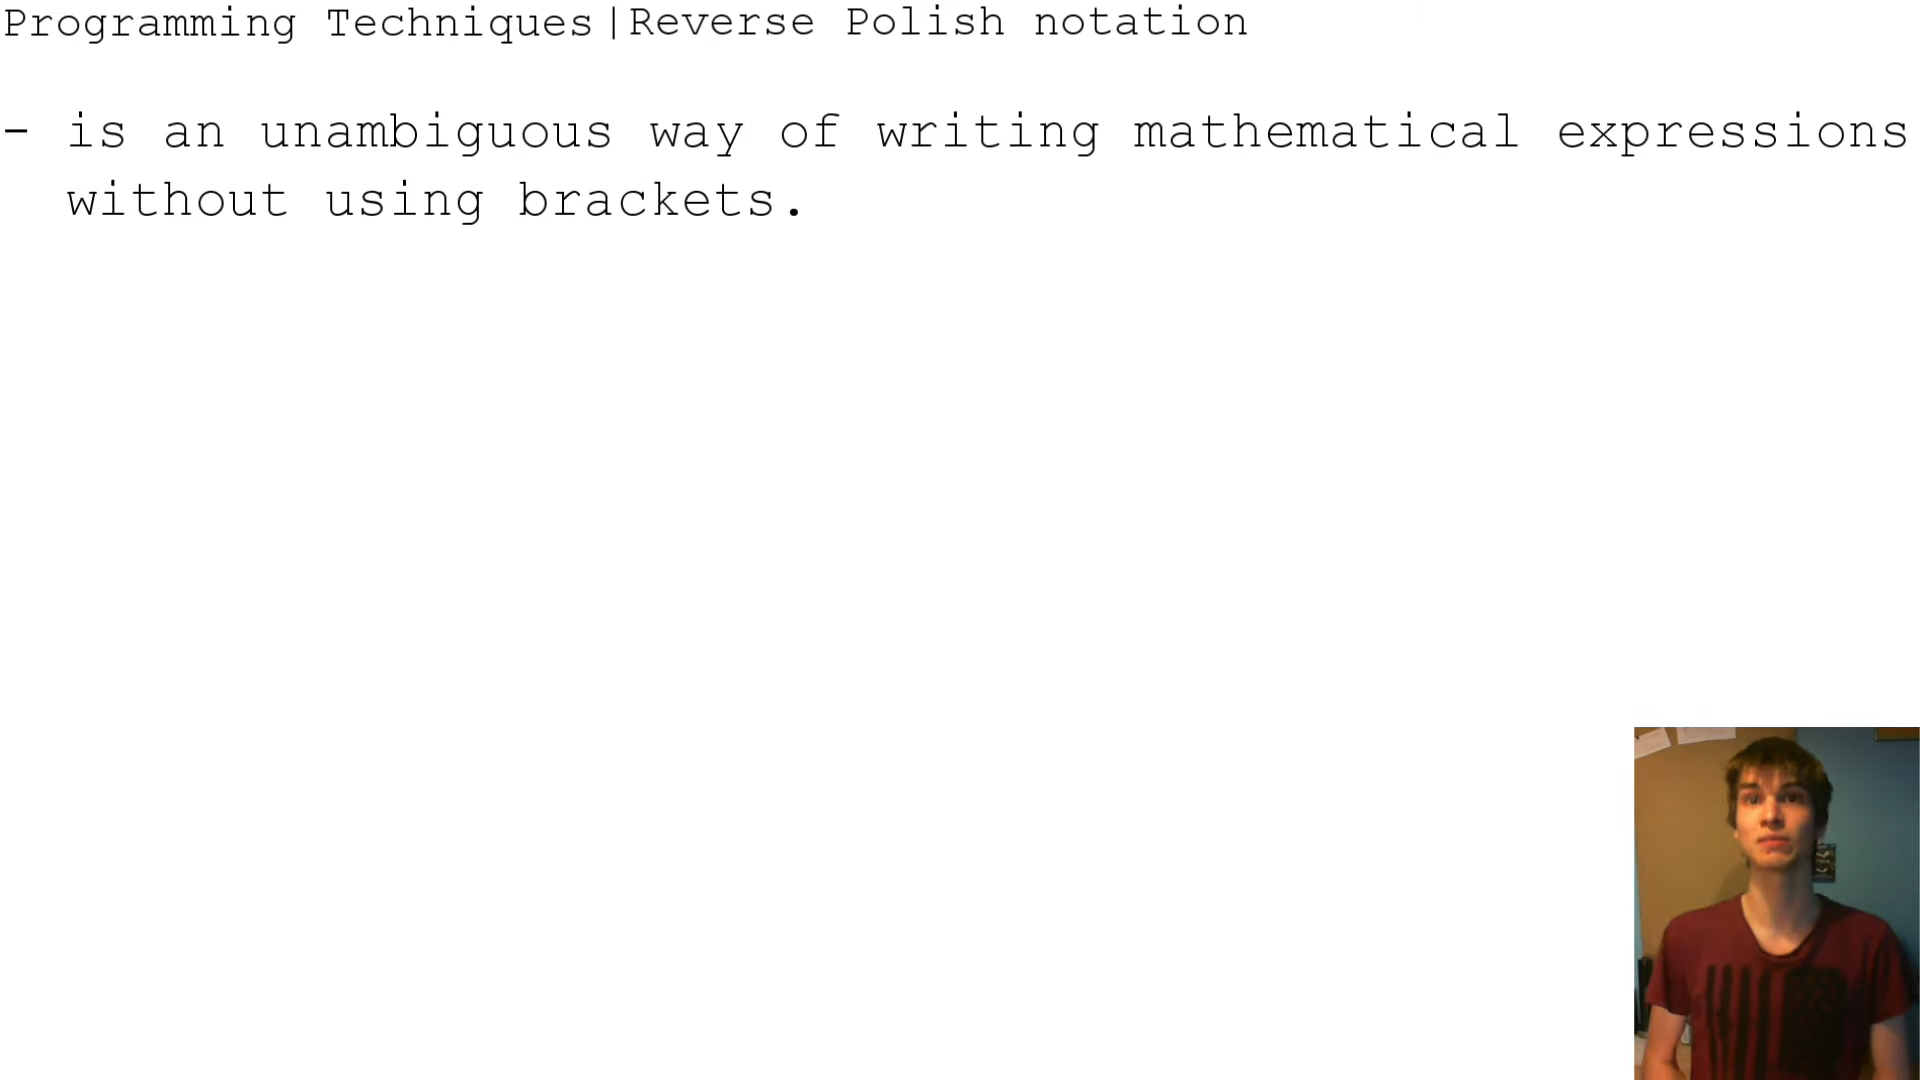 Programming Techniques|Reverse Polish notation
- is an unambiguous way of writing mathematical expressions
without using brackets.